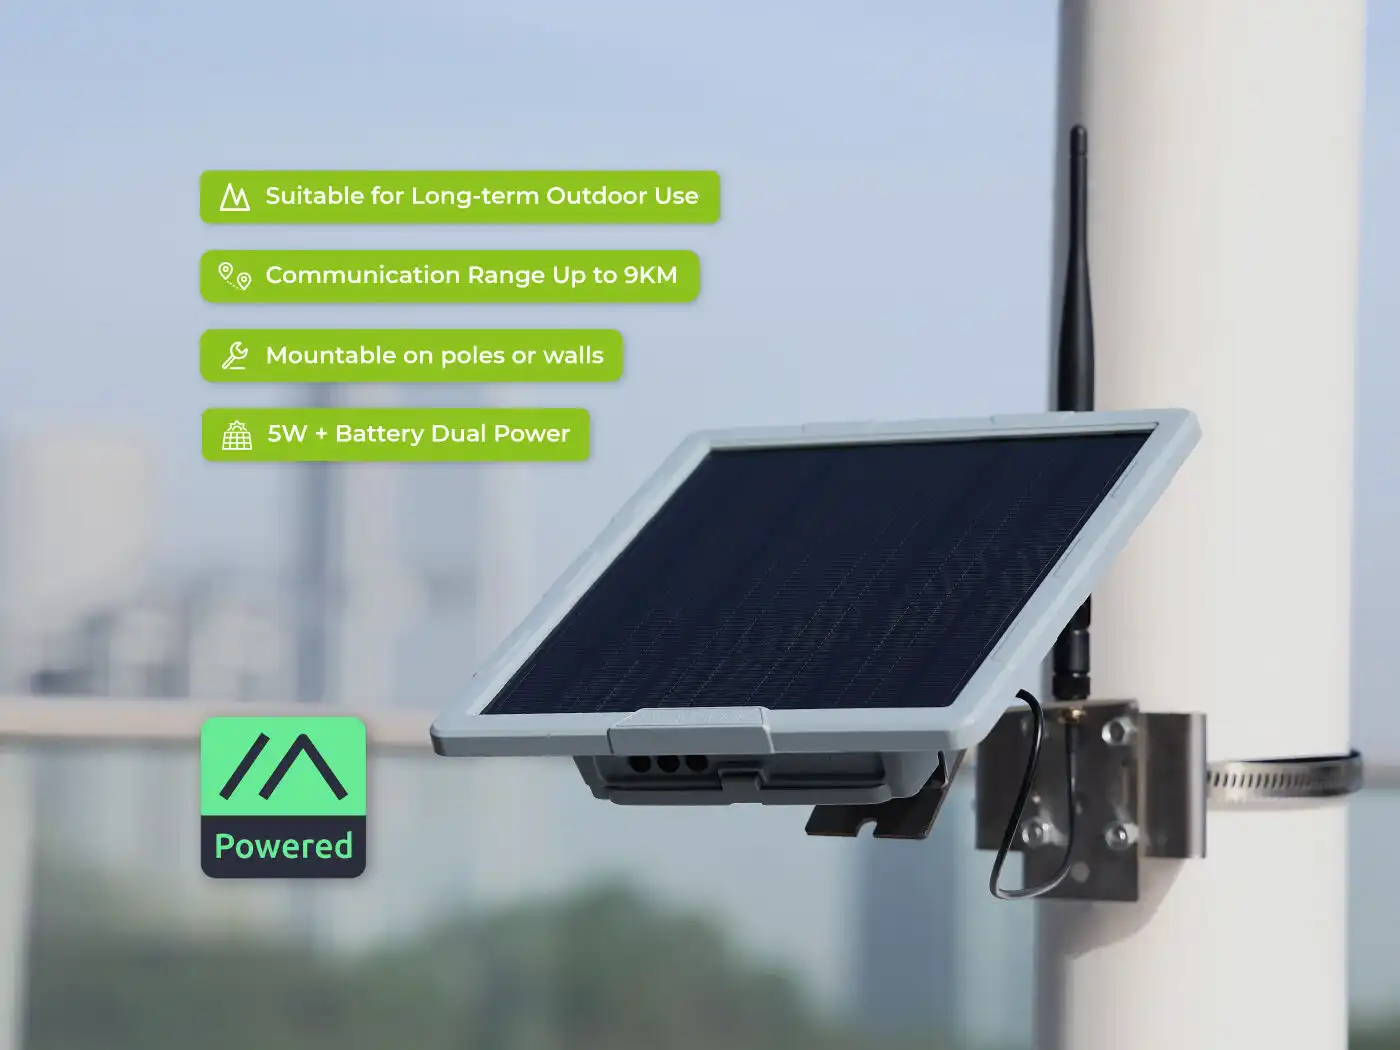 Suitable for Long-term Outdoor Use
Communication Range Up to 9KM
Mountable on poles or walls
5W + Battery Dual Power
Powered